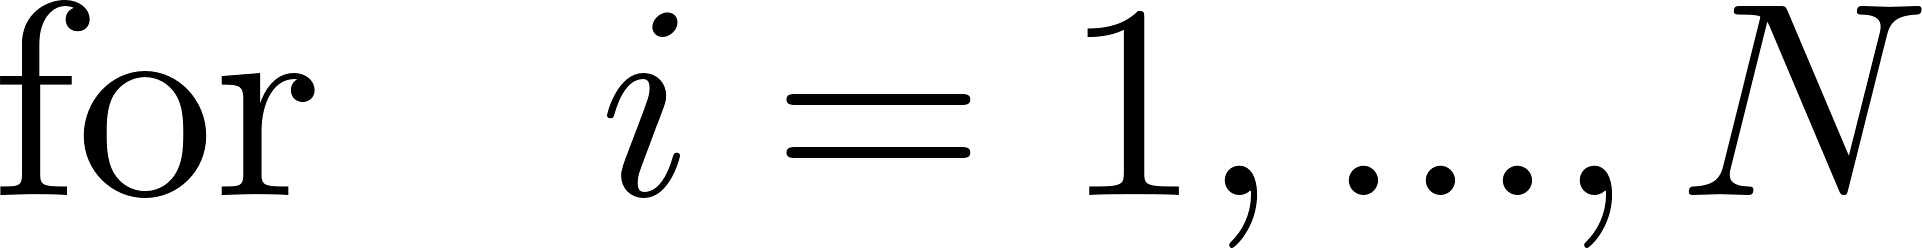 for i = 1, ..., N